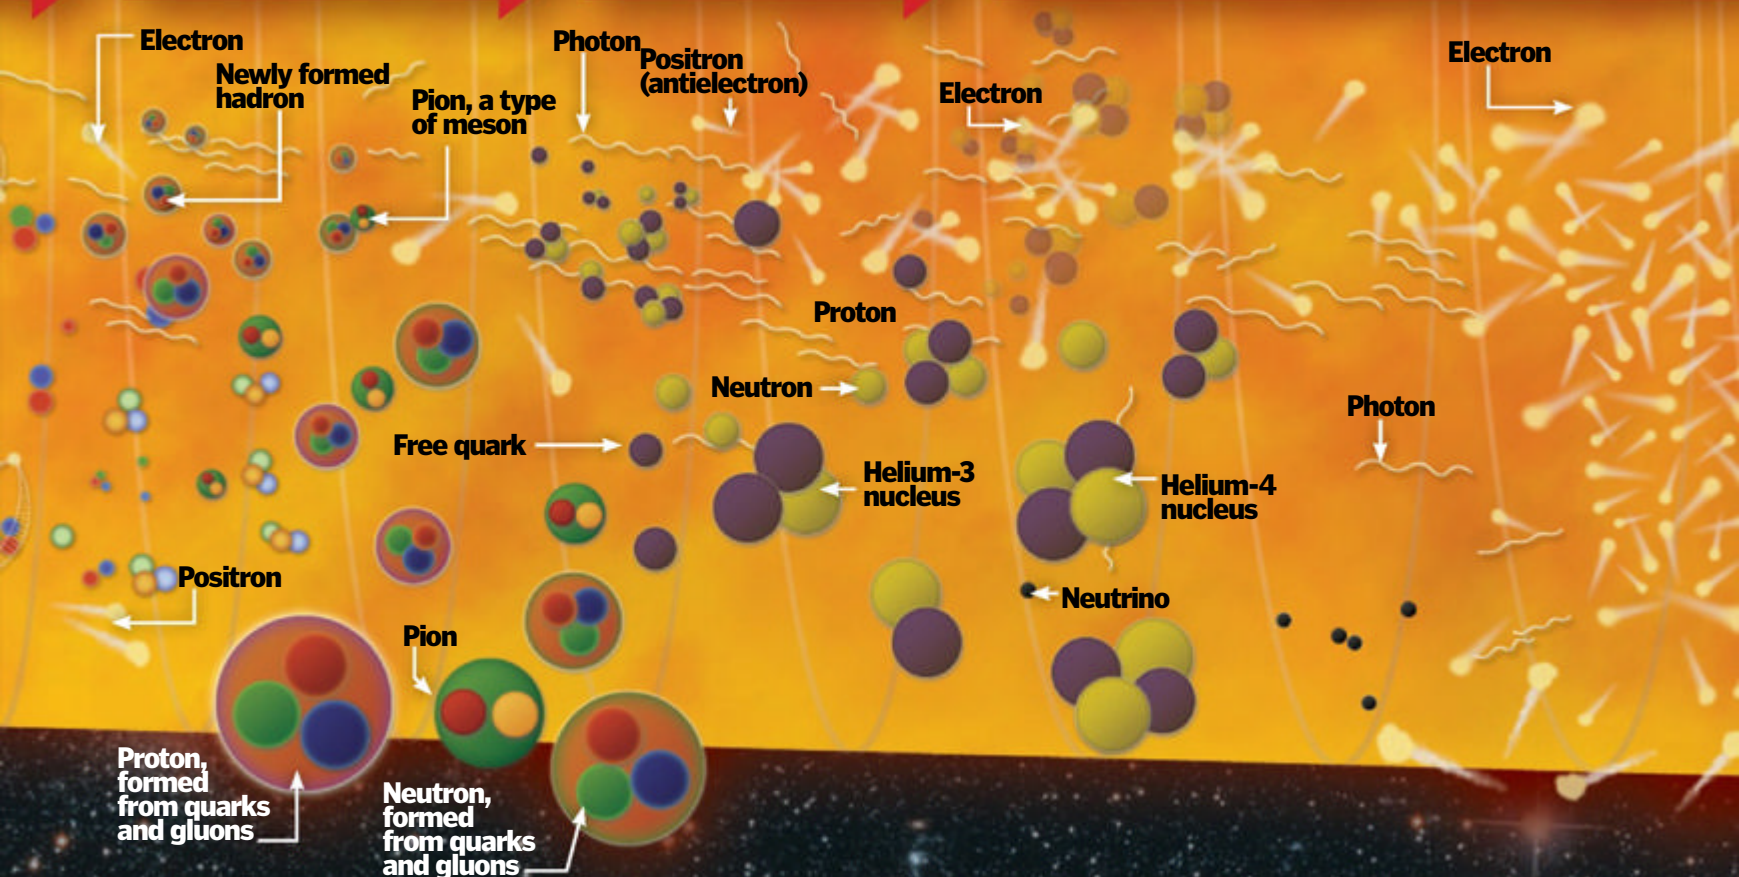 Electron
Newly formed
hadron
Pion, a type
of meson
Photon
Positron
(antielectron)
Electron
Electron
Proton
Neutron
Free quark
Helium-3
nucleus
Helium-4
nucleus
Photon
Positron
Neutrino
Pion
Proton,
formed
from quarks
and gluons
Neutron,
formed
from quarks
and gluons